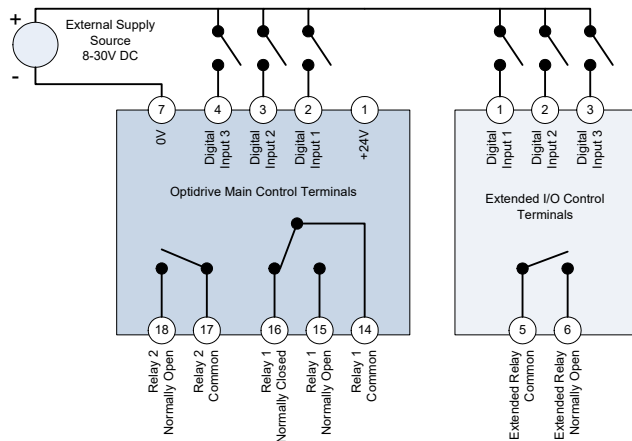 +
External Supply
Source
8-30V DC
-
7
4
3
2
1
1
2
3
0V
Digital
Input 3
Digital
Input 2
Digital
Input 1
+24V
Digital
Input 1
Digital
Input 2
Digital
Input 3
Optidrive Main Control Terminals
Extended I/O Control
Terminals
18
17
16
15
14
5
6
Relay 2
Normally Open
Relay 2
Common
Relay 1
Normally Closed
Relay 1
Normally Open
Relay 1
Common
Extended Relay
Common
Extended Relay
Normally Open